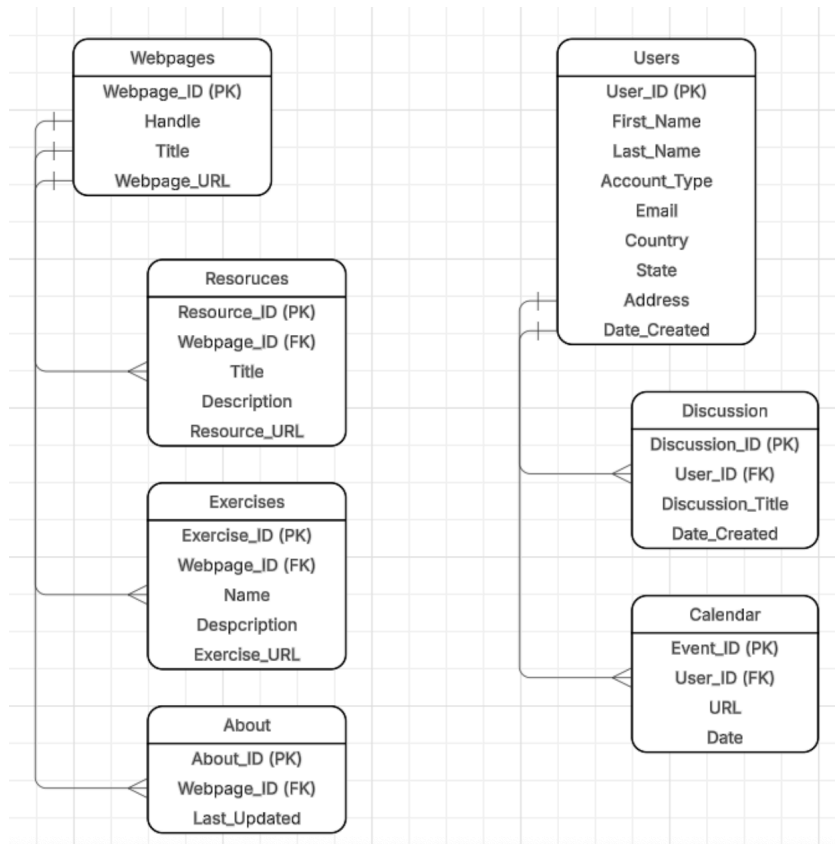 Webpages
Webpage_ID (PK)
Handle
Title
Webpage_URL
Resoruces
Resource_ID (PK)
Webpage_ID (FK)
Title
Description
Resource_URL
Exercises
Exercise_ID (PK)
Webpage_ID (FK)
Name
Despcription
Exercise_URL
About
About_ID (PK)
Webpage_ID (FK)
Last_Updated
Users
User_ID (PK)
First_Name
Last_Name
Account_Type
Email
Country
State
Address
Date_Created
Discussion
Discussion_ID (PK)
User_ID (FK)
Discussion_Title
Date_Created
Calendar
Event_ID (PK)
User_ID (FK)
URL
Date